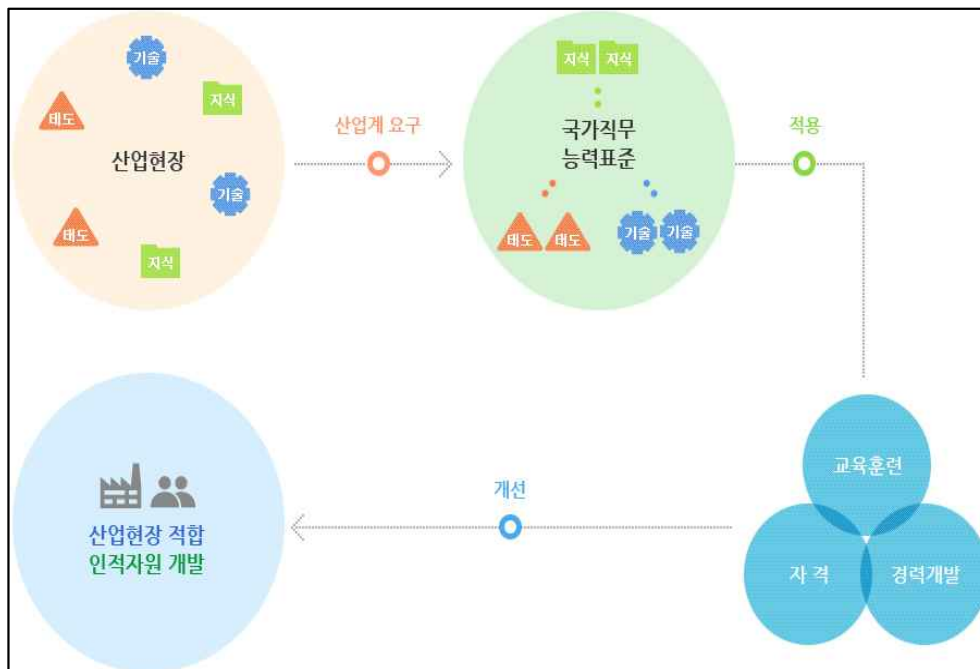 기술
지식
태도
산업현장
기술
태도
지식
산업계 요구
지식 지식
국가직무
능력표준
태도 태도
기술 기술
적용
교육훈련
자 격
경력개발
개선
산업현장 적합
인적자원 개발